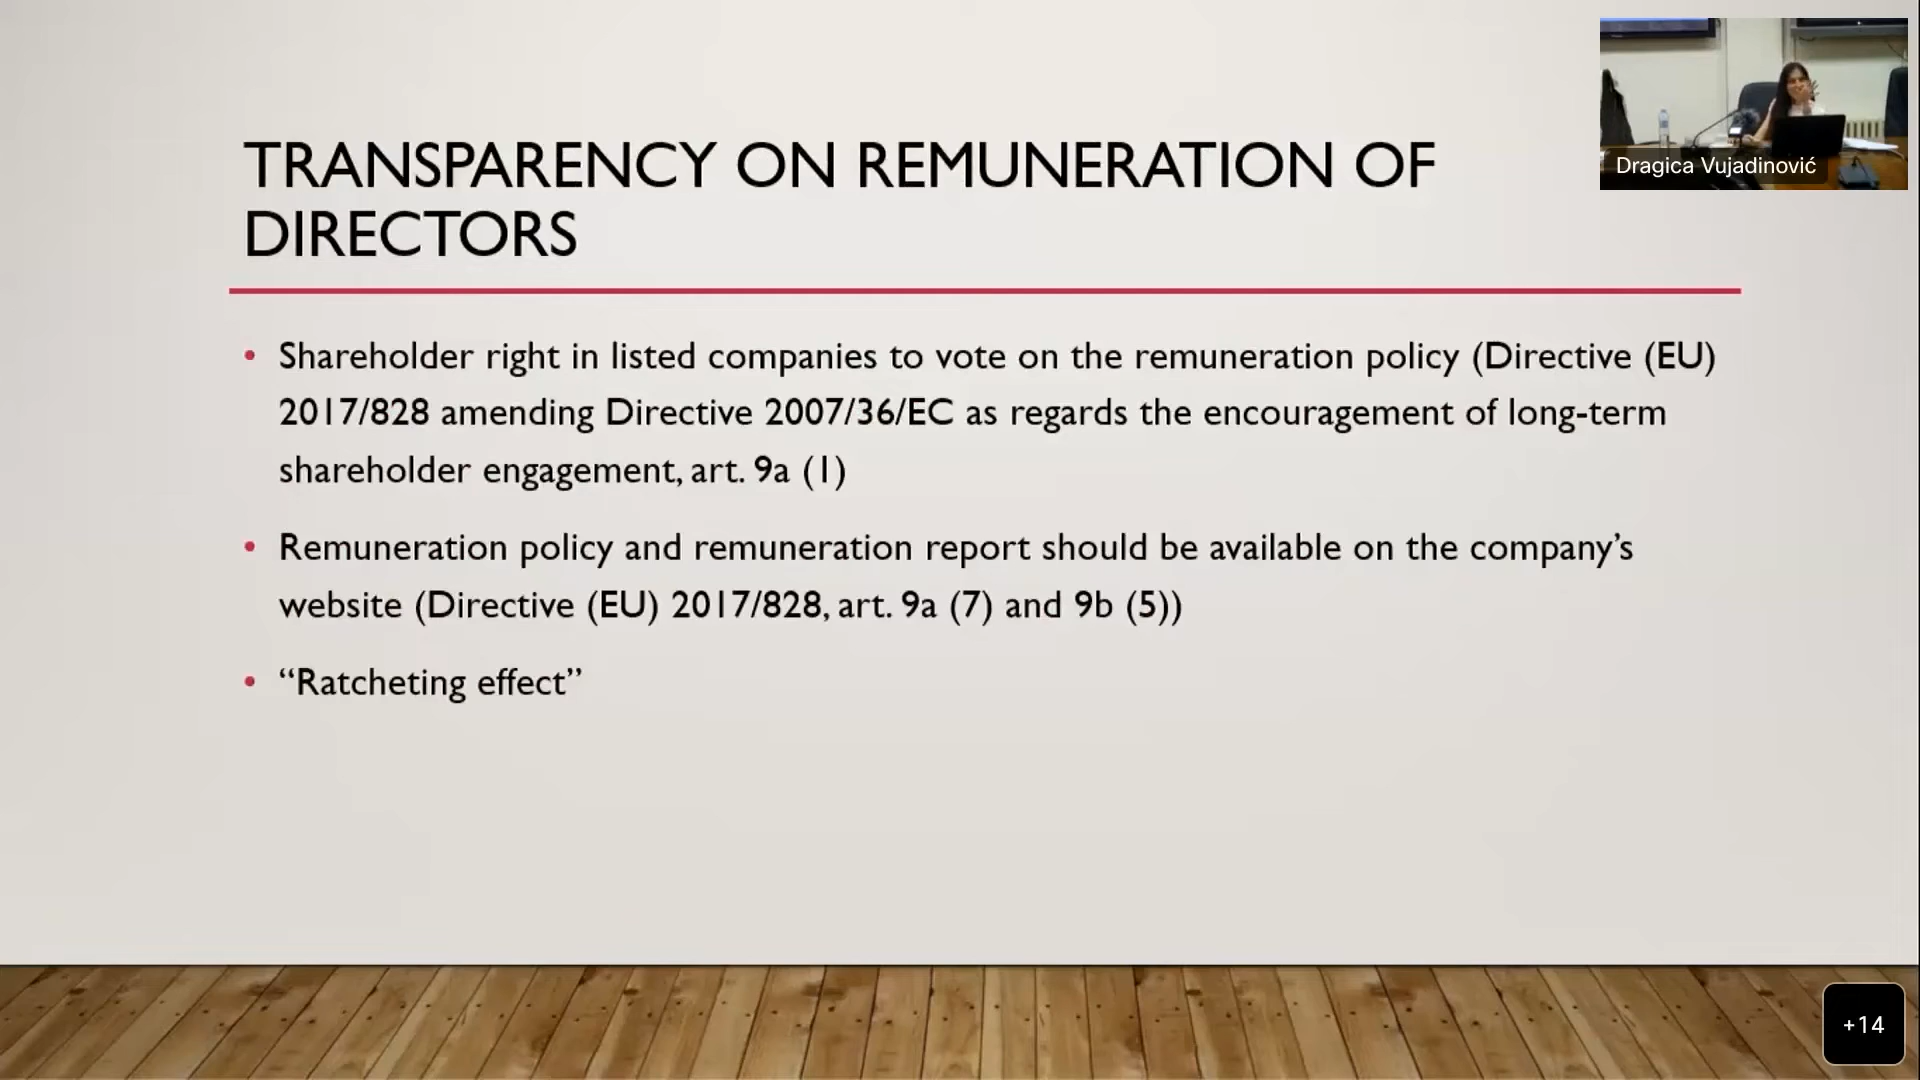 TRANSPARENCY ON REMUNERATION OF
DIRECTORS
• Shareholder right in listed companies to vote on the remuneration policy (Directive (EU)
2017/828 amending Directive 2007/36/EC as regards the encouragement of long-term
shareholder engagement, art. 9a (1)
• Remuneration policy and remuneration report should be available on the company’s
website (Directive (EU) 2017/828, art. 9a (7) and 9b (5))
• “Ratcheting effect”
Dragica Vujadinović
+14